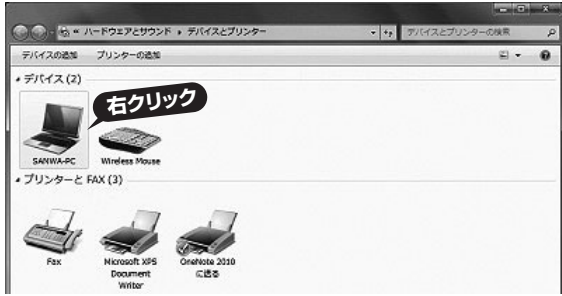 « ハードウェアとサウンド ▸ デバイスとプリンター
デバイスとプリンターの検索
デバイスの追加 プリンターの追加
デバイス (2)
右クリック
SANWA-PC
Wireless Mouse
プリンターと FAX (3)
Fax
Microsoft XPS
Document
Writer
OneNote 2010
に送る